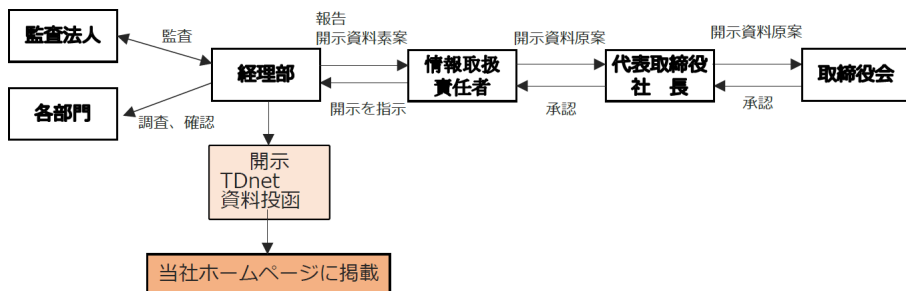 監査法人
監査
報告
開示資料素案
開示資料原案
開示資料原案
経理部
情報取扱
責任者
代表取締役
社　長
取締役会
各部門
調査、確認
開示を指示
承認
承認
開示
TDnet
資料投函
当社ホームページに掲載